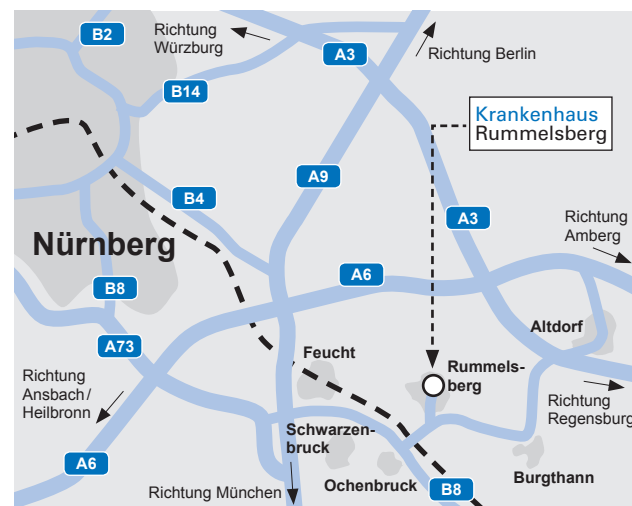 B2
Richtung
Würzburg
A3
Richtung Berlin
B14
Krankenhaus
Rummelsberg
A9
B4
A3
Richtung
Amberg
Nürnberg
A6
B8
Altdorf
A73
Feucht
Rummels-
berg
Richtung
Ansbach/
Heilbronn
Richtung
Regensburg
Schwarzen-
bruck
A6
Burgthann
Ochenbruck
B8
Richtung München